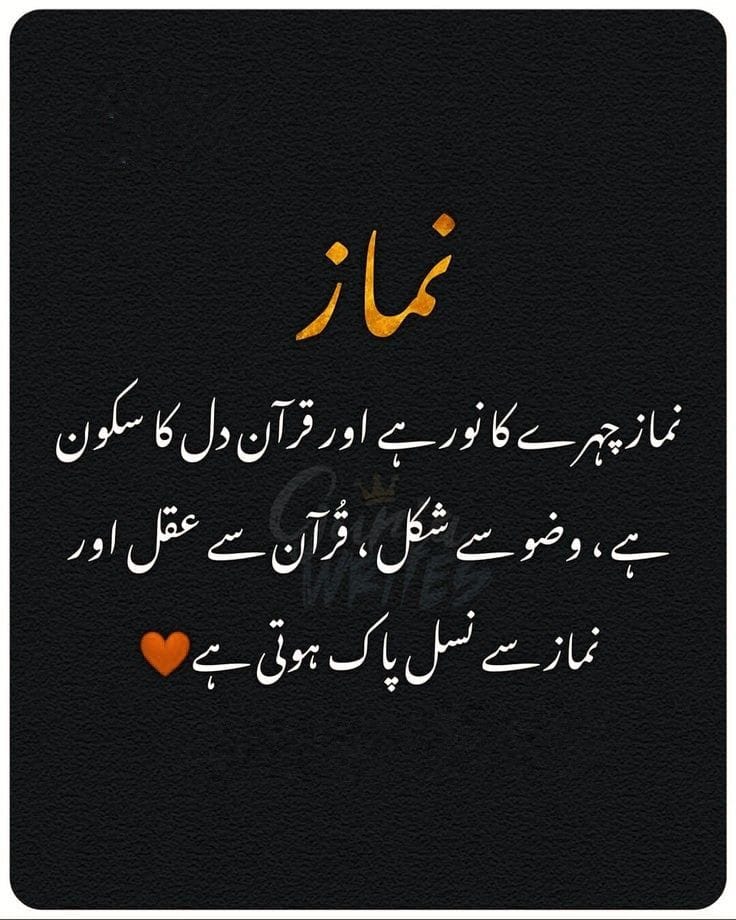 نماز
نماز چہرے کا نور ہے اور قرآن دل کا سکون
ہے، وضو سے شکل، قُرآن سے عقل اور
نماز سے نسل پاک ہوتی ہے🧡
WRITES